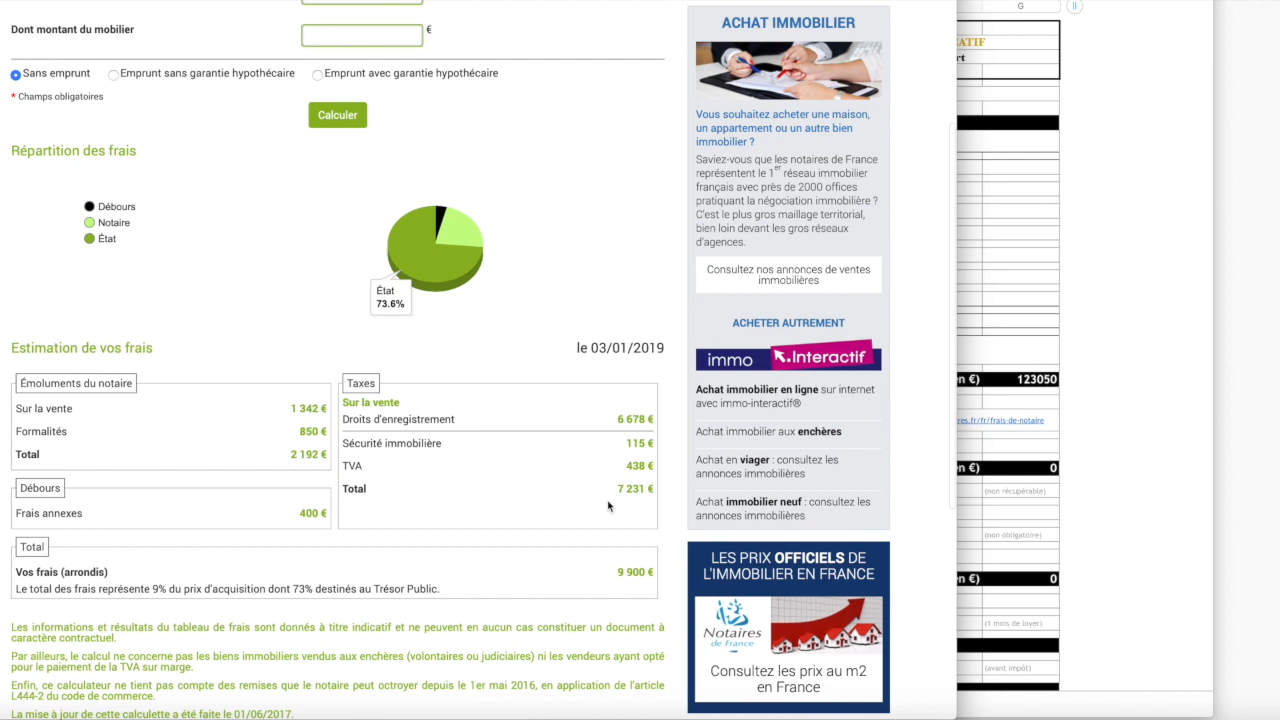 Dont montant du mobilier
€
Sans emprunt
Emprunt sans garantie hypothécaire
Emprunt avec garantie hypothécaire
* Champs obligatoires
Calculer
Répartition des frais
Débours
Notaire
État
État
73.6%
Estimation de vos frais
le 03/01/2019
Émoluments du notaire
Sur la vente 1 342 €
Formalités 850 €
Total 2 192 €
Débours
Frais annexes 400 €
Taxes
Sur la vente
Droits d'enregistrement 6 678 €
Sécurité immobilière 115 €
TVA 438 €
Total 7 231 €
Total
Vos frais (arrondis) 9 900 €
Le total des frais représente 9% du prix d'acquisition dont 73% destinés au Trésor Public.
Les informations et résultats du tableau de frais sont donnés à titre indicatif et ne peuvent en aucun cas constituer un document à
caractère contractuel.
Par ailleurs, le calcul ne concerne pas les biens immobiliers vendus aux enchères (volontaires ou judiciaires) et les vendeurs ayant opté
pour le paiement de la TVA sur marge.
Enfin, ce calculateur ne tient pas compte des remises qu'un notaire peut octroyer depuis le 1er mai 2016, en application de l'article
L444-2 du code de commerce.
La mise à jour de cette calculette a été faite le 01/06/2017.
ACHAT IMMOBILIER
Vous souhaitez acheter une maison,
un appartement ou un autre bien
immobilier ?
Saviez-vous que les notaires de France
représentent le 1er réseau immobilier
français avec près de 2000 offices
pratiquant la négociation immobilière ?
C'est le plus gros maillage territorial,
bien loin devant les gros réseaux
d'agences.
Consultez nos annonces de ventes
immobilières
ACHETER AUTREMENT
immo Interactif
Achat immobilier en ligne sur internet
avec immo-interactif®
Achat immobilier aux enchères
Achat en viager : consultez les
annonces immobilières
Achat immobilier neuf : consultez les
annonces immobilières
LES PRIX OFFICIELS DE
L'IMMOBILIER EN FRANCE
Notaires
de France
Consultez les prix au m2
en France
G
ATIF
rt
n €) 123050
res.fr/fr/frais-de-notaire
n €) 0
(non récupérable)
(non obligatoire)
n €) 0
(1 mois de loyer)
(avant impôt)